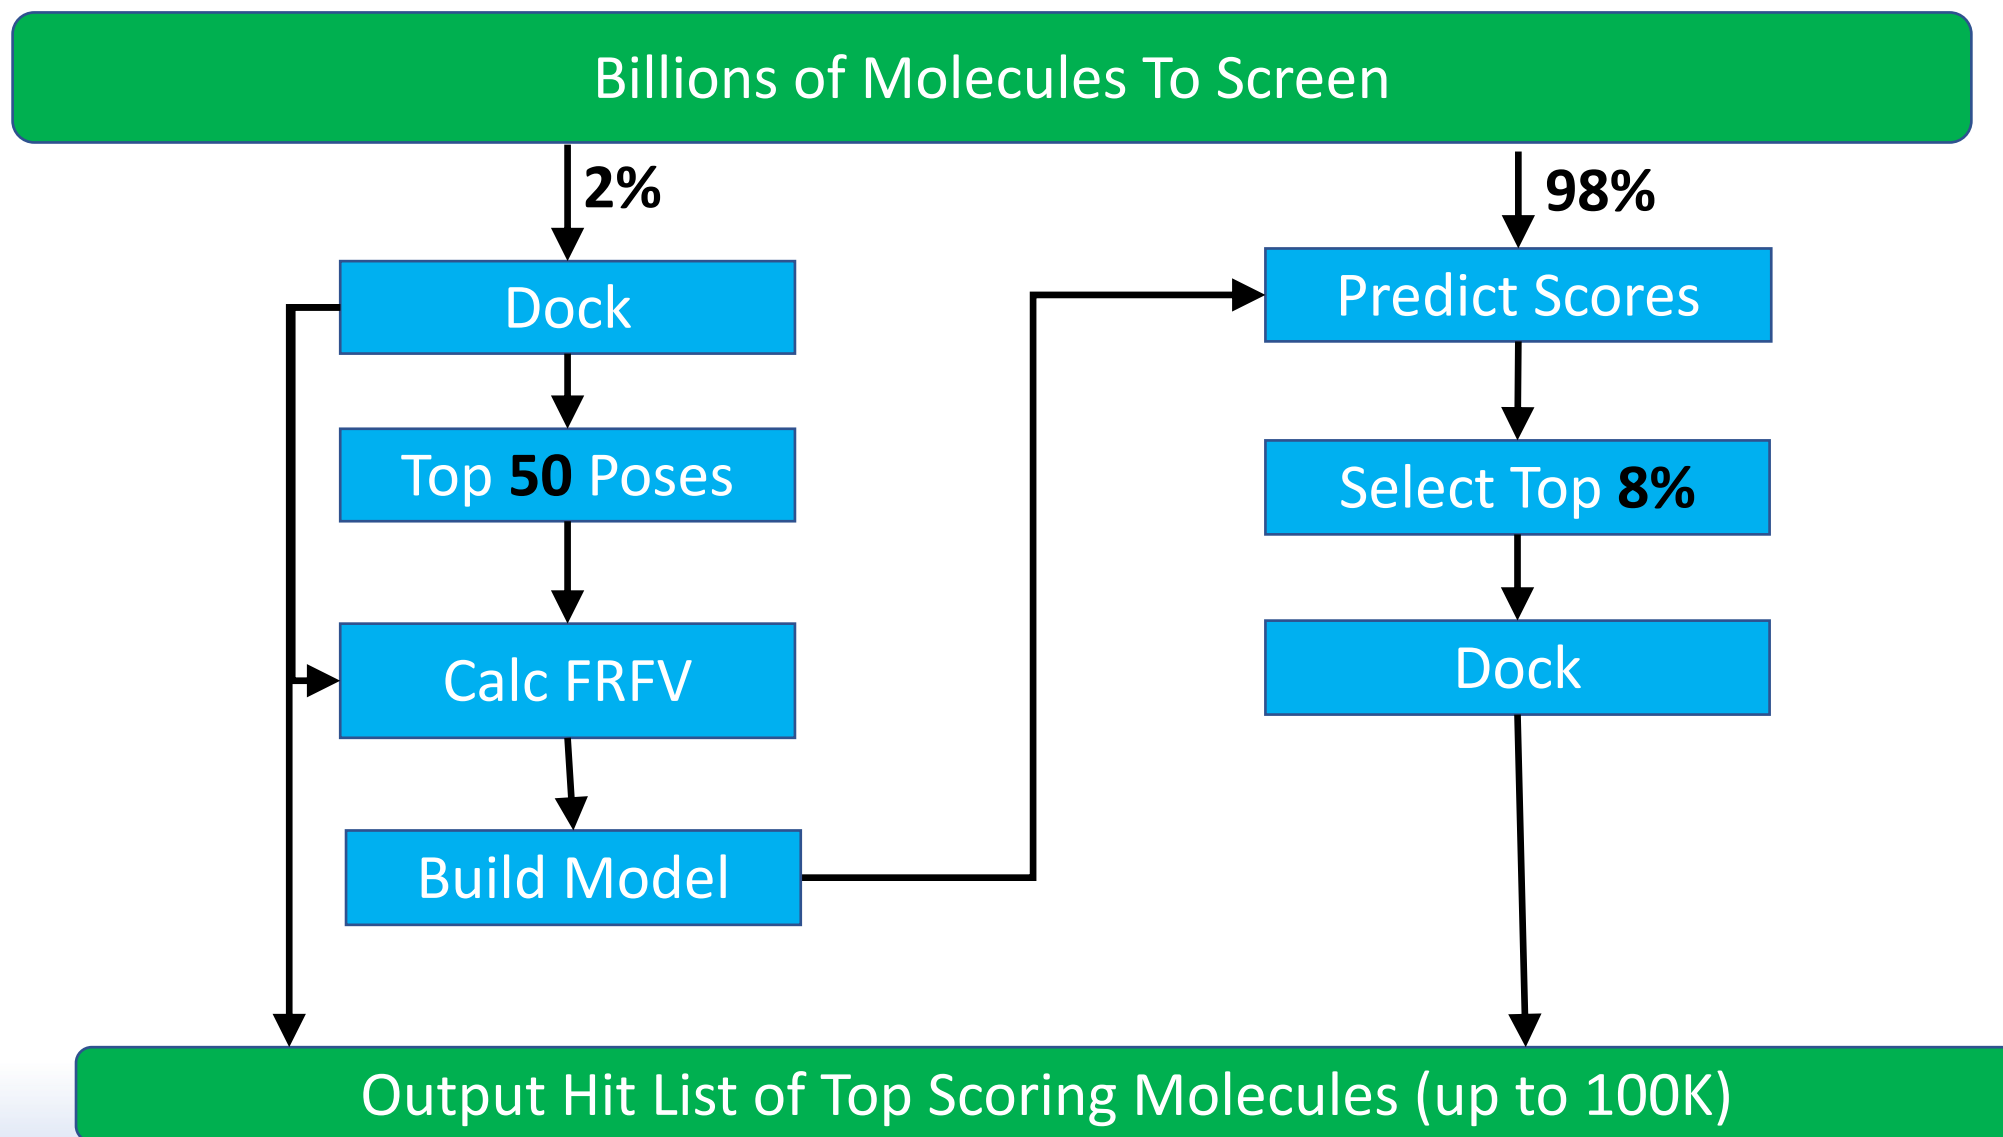 Billions of Molecules To Screen
2%
98%
Dock
Predict Scores
Top 50 Poses
Select Top 8%
Calc FRFV
Dock
Build Model
Output Hit List of Top Scoring Molecules (up to 100K)